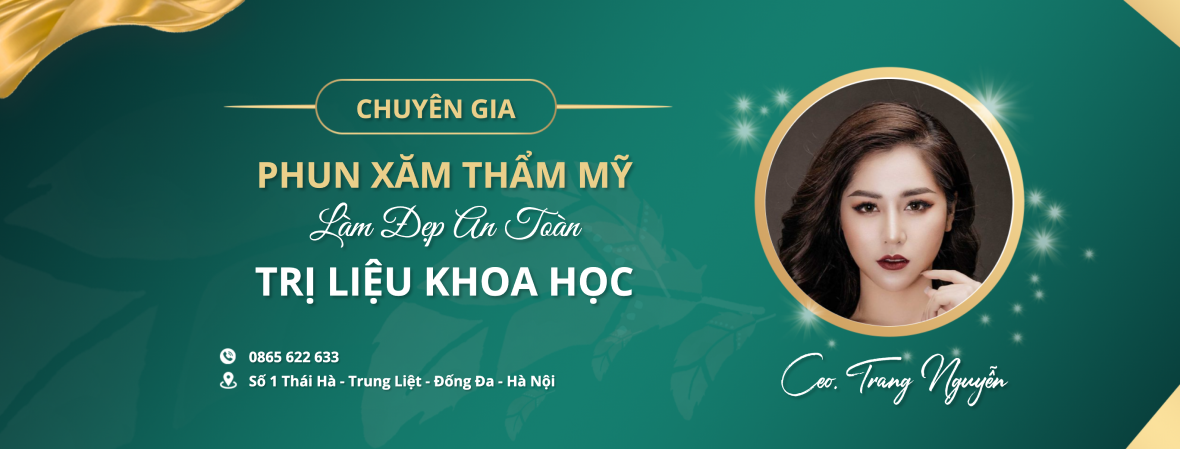 CHUYÊN GIA
PHUN XĂM THẨM MỸ
Làm Đẹp An Toàn
TRỊ LIỆU KHOA HỌC
0865 622 633
Số 1 Thái Hà - Trung Liệt - Đống Đa - Hà Nội
Ceo. Trang Nguyễn